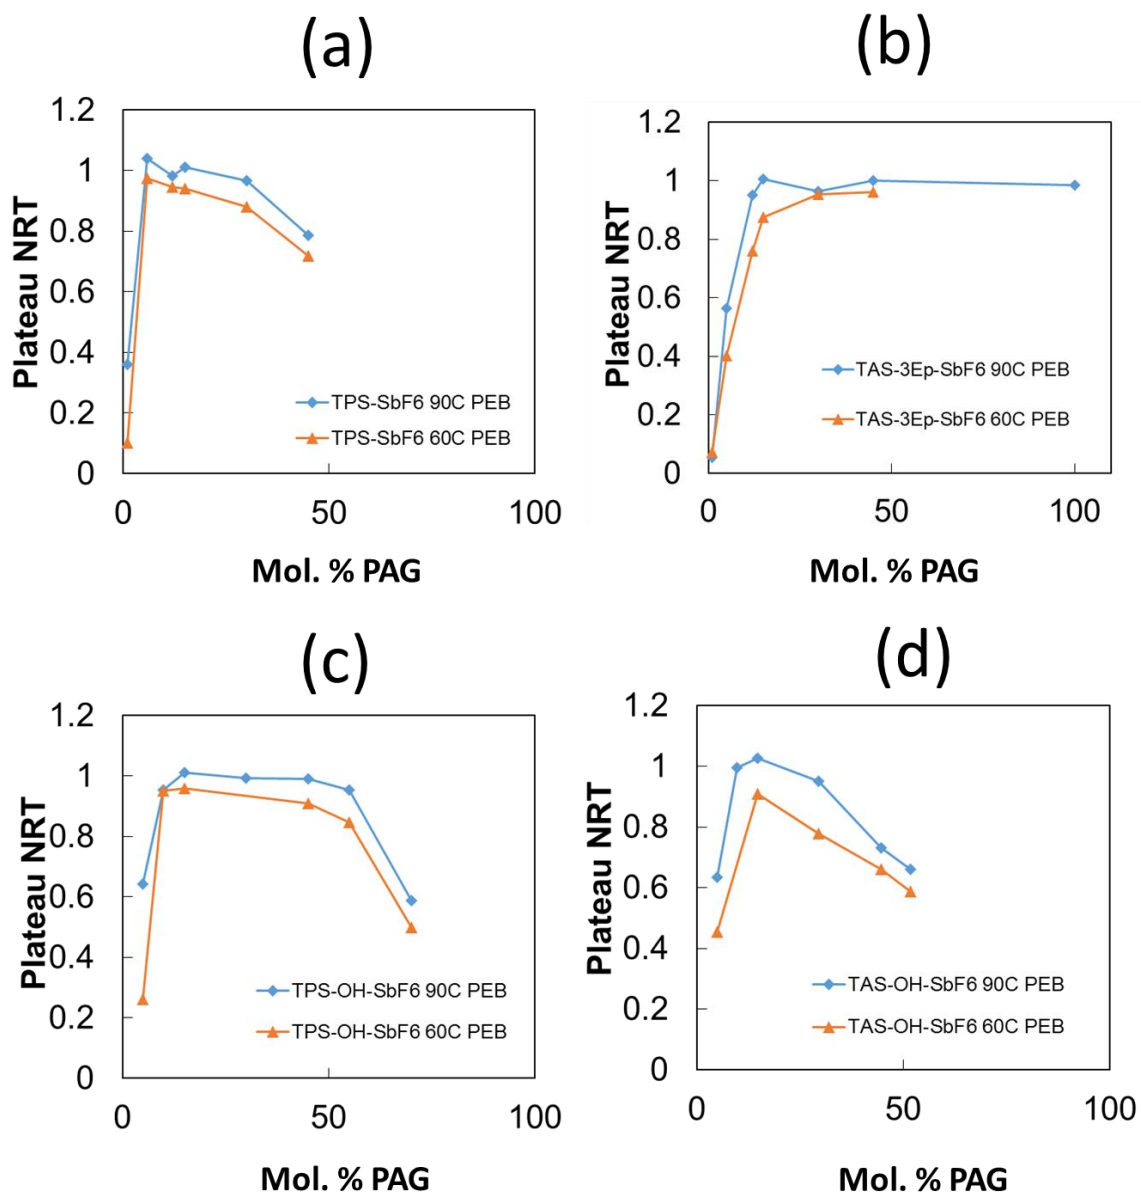 (a)
1.2
1
0.8
0.6
0.4
0.2
0
Plateau NRT
TPS-SbF6 90C PEB
TPS-SbF6 60C PEB
0 50 100
Mol. % PAG
(b)
1.2
1
0.8
0.6
0.4
0.2
0
Plateau NRT
TAS-3Ep-SbF6 90C PEB
TAS-3Ep-SbF6 60C PEB
0 50 100
Mol. % PAG
(c)
1.2
1
0.8
0.6
0.4
0.2
0
Plateau NRT
TPS-OH-SbF6 90C PEB
TPS-OH-SbF6 60C PEB
0 50 100
Mol. % PAG
(d)
1.2
1
0.8
0.6
0.4
0.2
0
Plateau NRT
TAS-OH-SbF6 90C PEB
TAS-OH-SbF6 60C PEB
0 50 100
Mol. % PAG